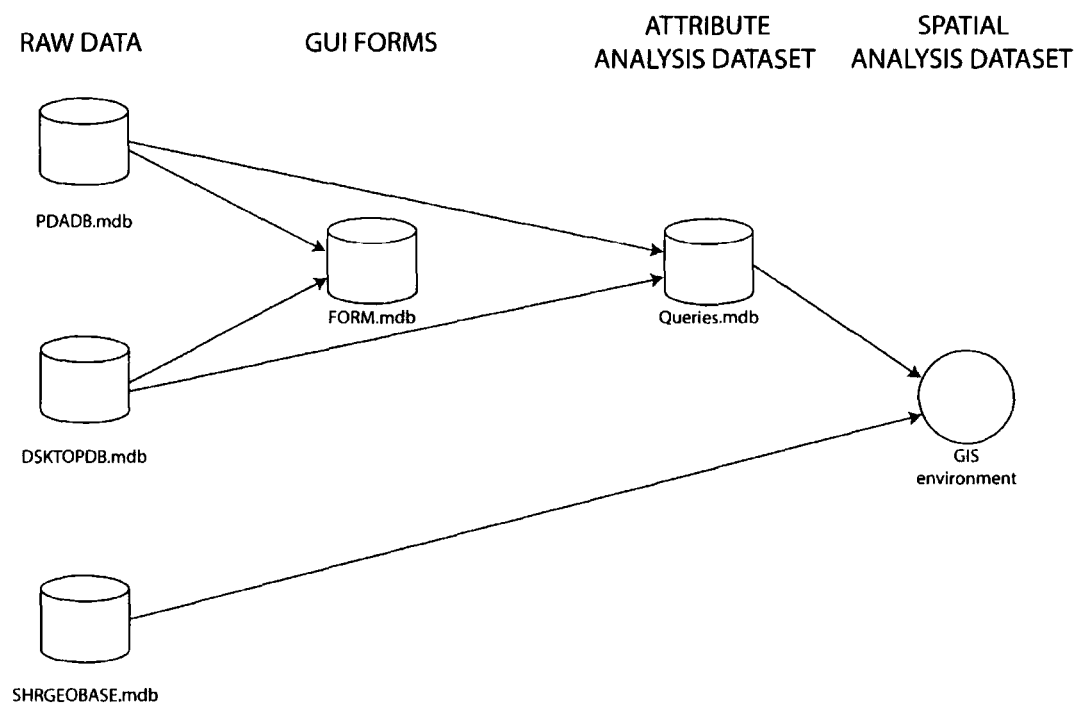 RAW DATA
GUI FORMS
ATTRIBUTE
ANALYSIS DATASET
SPATIAL
ANALYSIS DATASET
PDADB.mdb
FORM.mdb
Queries.mdb
DSKTOPDB.mdb
GIS
environment
SHRGEOBASE.mdb